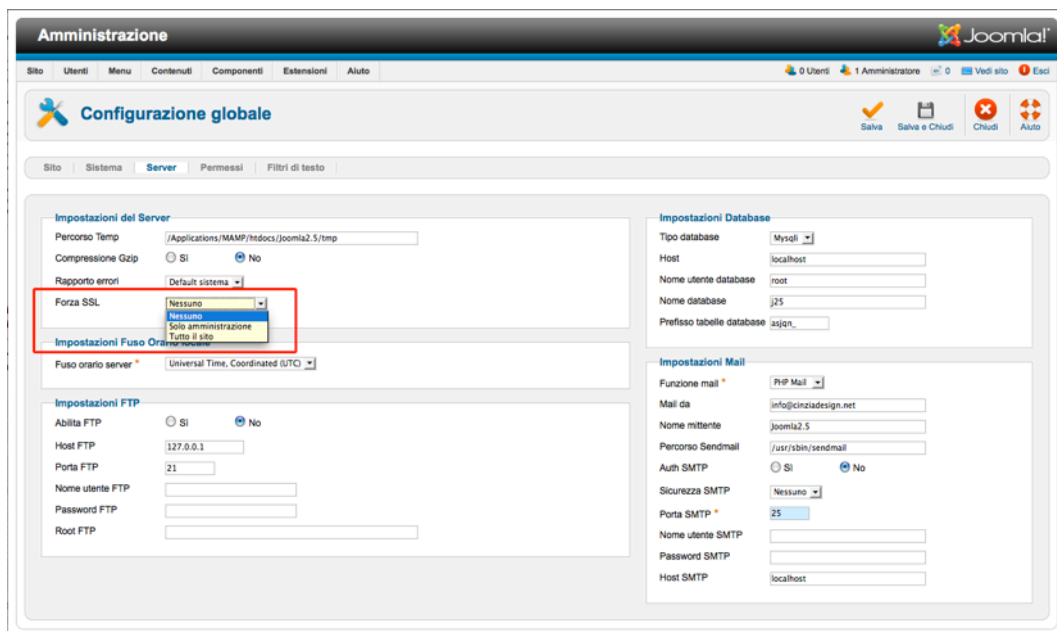 Amministrazione
Joomla!
Sito Utenti Menu Contenuti Componenti Estensioni Aiuto
0 Utenti 1 Amministratore 0 Vedi sito Esci
Configurazione globale
Salva Salva e Chiudi Chiudi Aiuto
Sito Sistema Server Permessi Filtri di testo
Impostazioni del Server
Percorso Temp /Applications/MAMP/htdocs/Joomla2.5/tmp
Compressione Gzip Sì No
Rapporto errori Default sistema
Forza SSL Nessuno
Nessuno
Solo amministrazione
Tutto il sito
Impostazioni Fuso Orario locale
Fuso orario server * Universal Time, Coordinated (UTC)
Impostazioni FTP
Abilita FTP Sì No
Host FTP 127.0.0.1
Porta FTP 21
Nome utente FTP
Password FTP
Root FTP
Impostazioni Database
Tipo database Mysqli
Host localhost
Nome utente database root
Nome database j25
Prefisso tabelle database asjqn_
Impostazioni Mail
Funzione mail * PHP Mail
Mail da info@cinziadesign.net
Nome mittente Joomla2.5
Percorso Sendmail /usr/sbin/sendmail
Auth SMTP Sì No
Sicurezza SMTP Nessuno
Porta SMTP * 25
Nome utente SMTP
Password SMTP
Host SMTP localhost